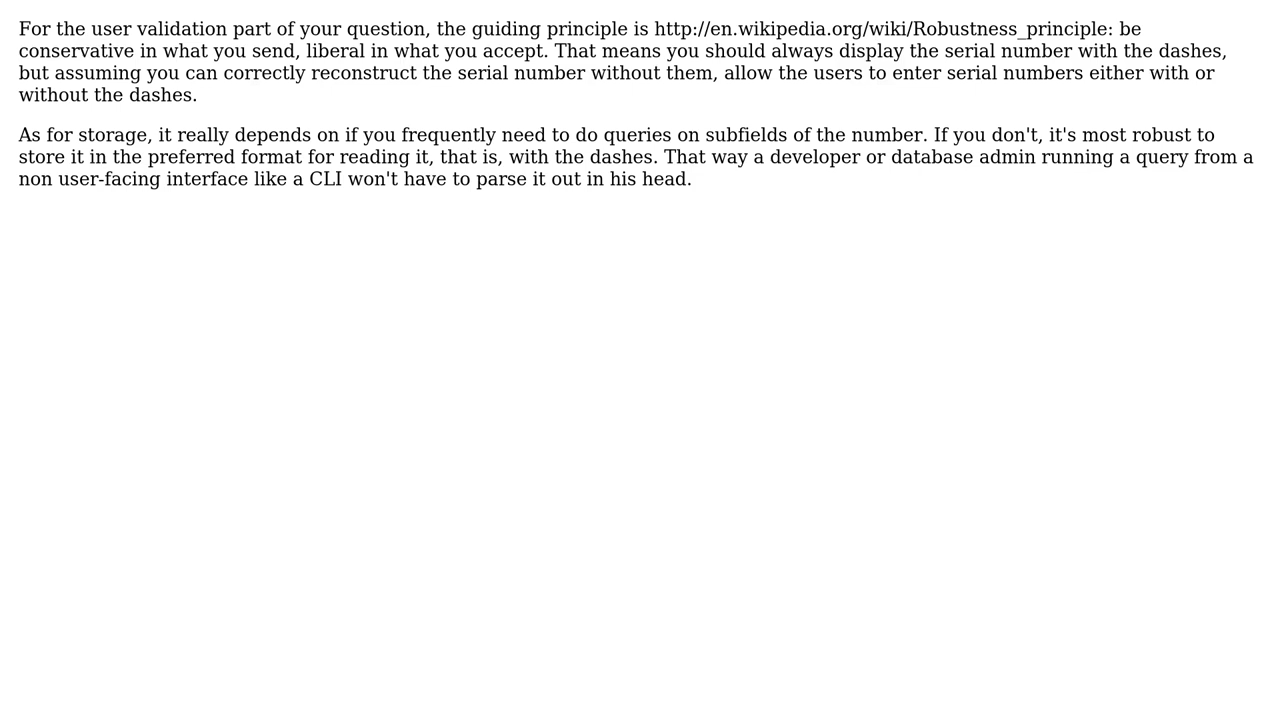 For the user validation part of your question, the guiding principle is http://en.wikipedia.org/wiki/Robustness_principle: be
conservative in what you send, liberal in what you accept. That means you should always display the serial number with the dashes,
but assuming you can correctly reconstruct the serial number without them, allow the users to enter serial numbers either with or
without the dashes.
As for storage, it really depends on if you frequently need to do queries on subfields of the number. If you don't, it's most robust to
store it in the preferred format for reading it, that is, with the dashes. That way a developer or database admin running a query from a
non user-facing interface like a CLI won't have to parse it out in his head.